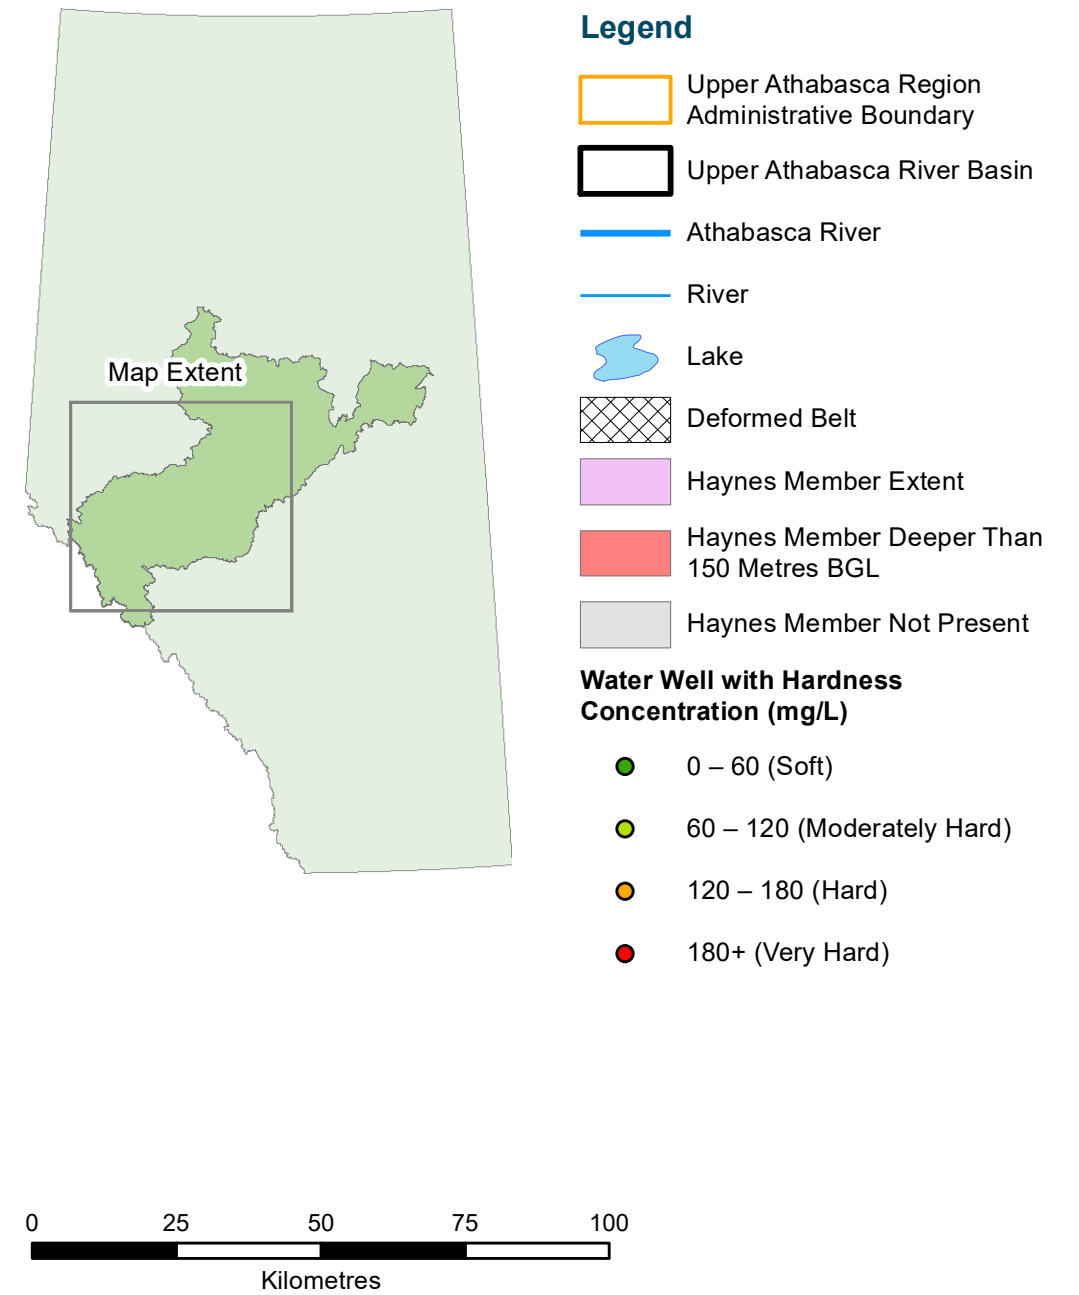 Map Extent
Legend
Upper Athabasca Region
Administrative Boundary
Upper Athabasca River Basin
Athabasca River
River
Lake
Deformed Belt
Haynes Member Extent
Haynes Member Deeper Than
150 Metres BGL
Haynes Member Not Present
Water Well with Hardness
Concentration (mg/L)
0 – 60 (Soft)
60 – 120 (Moderately Hard)
120 – 180 (Hard)
180+ (Very Hard)
0 25 50 75 100
Kilometres